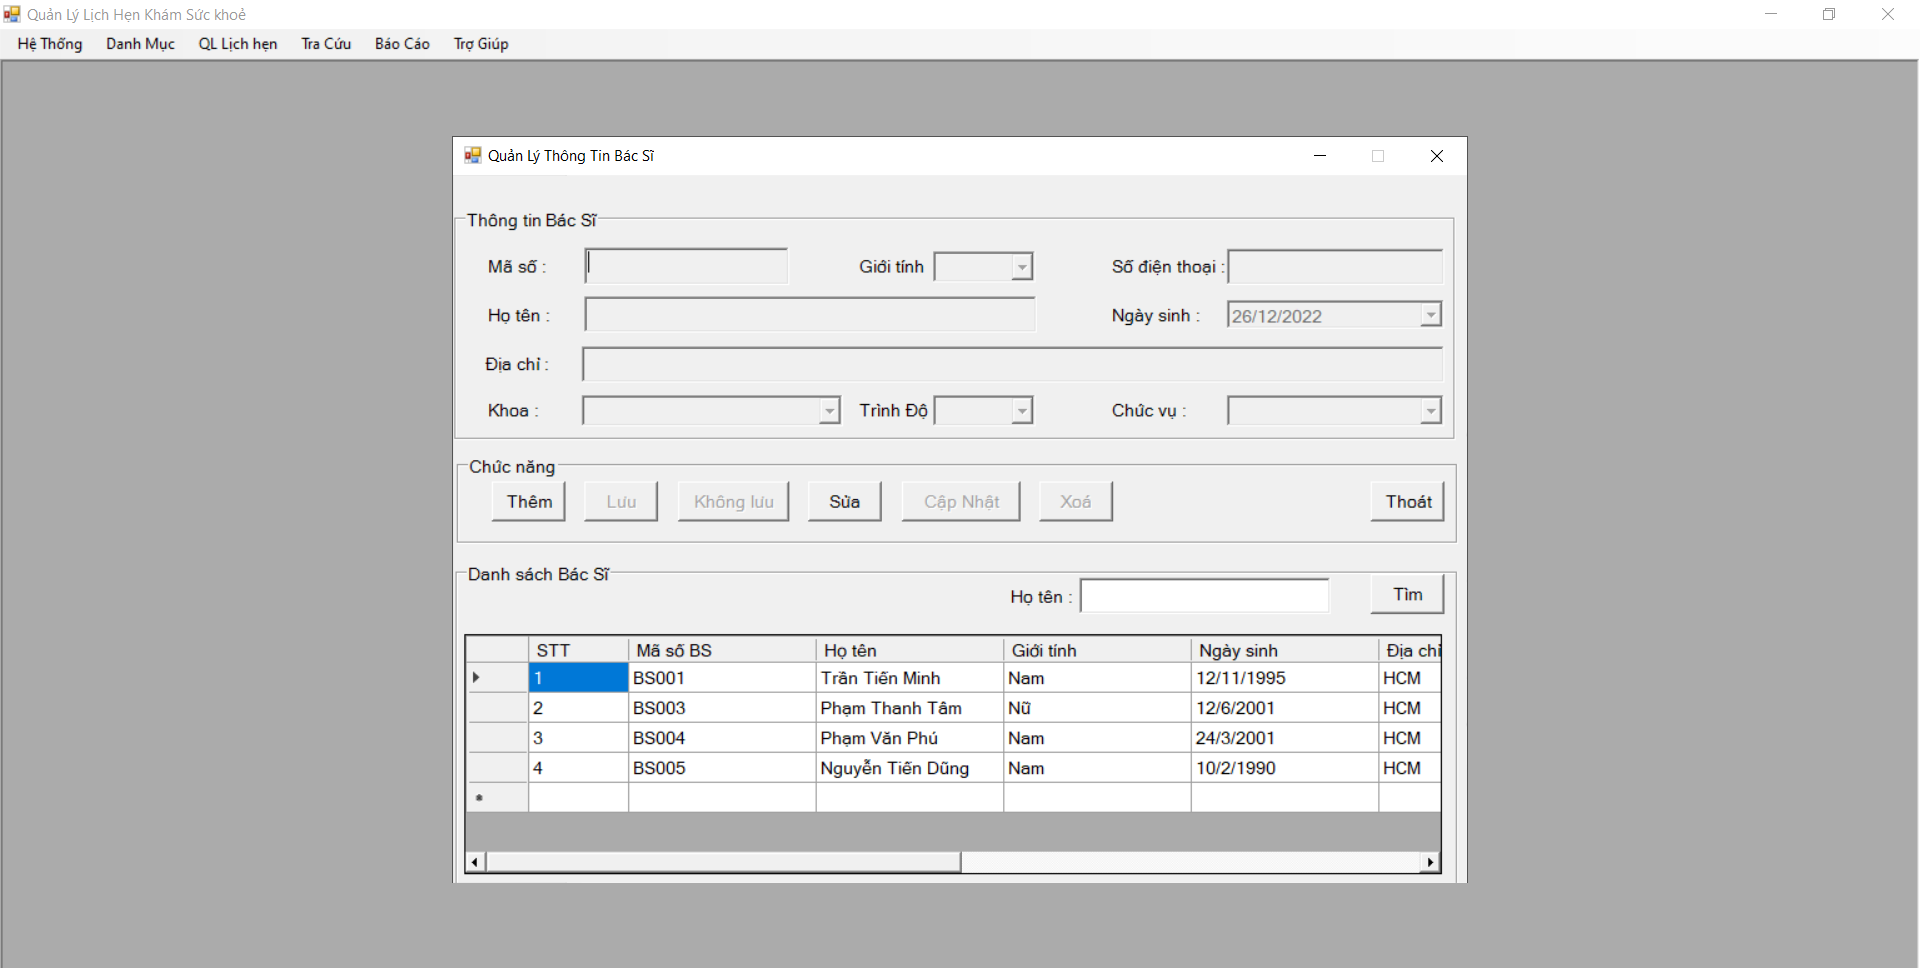 Quản Lý Lịch Hẹn Khám Sức khoẻ
Hệ Thống Danh Mục QL Lịch hẹn Tra Cứu Báo Cáo Trợ Giúp
Quản Lý Thông Tin Bác Sĩ
Thông tin Bác Sĩ
Mã số : Giới tính Số điện thoại :
Họ tên : Ngày sinh : 26/12/2022
Địa chỉ :
Khoa : Trình Độ Chức vụ :
Chức năng
Thêm Lưu Không lưu Sửa Cập Nhật Xoá Thoát
Danh sách Bác Sĩ
Họ tên : Tìm
STT Mã số BS Họ tên Giới tính Ngày sinh Địa chỉ
1 BS001 Trần Tiến Minh Nam 12/11/1995 HCM
2 BS003 Phạm Thanh Tâm Nữ 12/6/2001 HCM
3 BS004 Phạm Văn Phú Nam 24/3/2001 HCM
4 BS005 Nguyễn Tiến Dũng Nam 10/2/1990 HCM